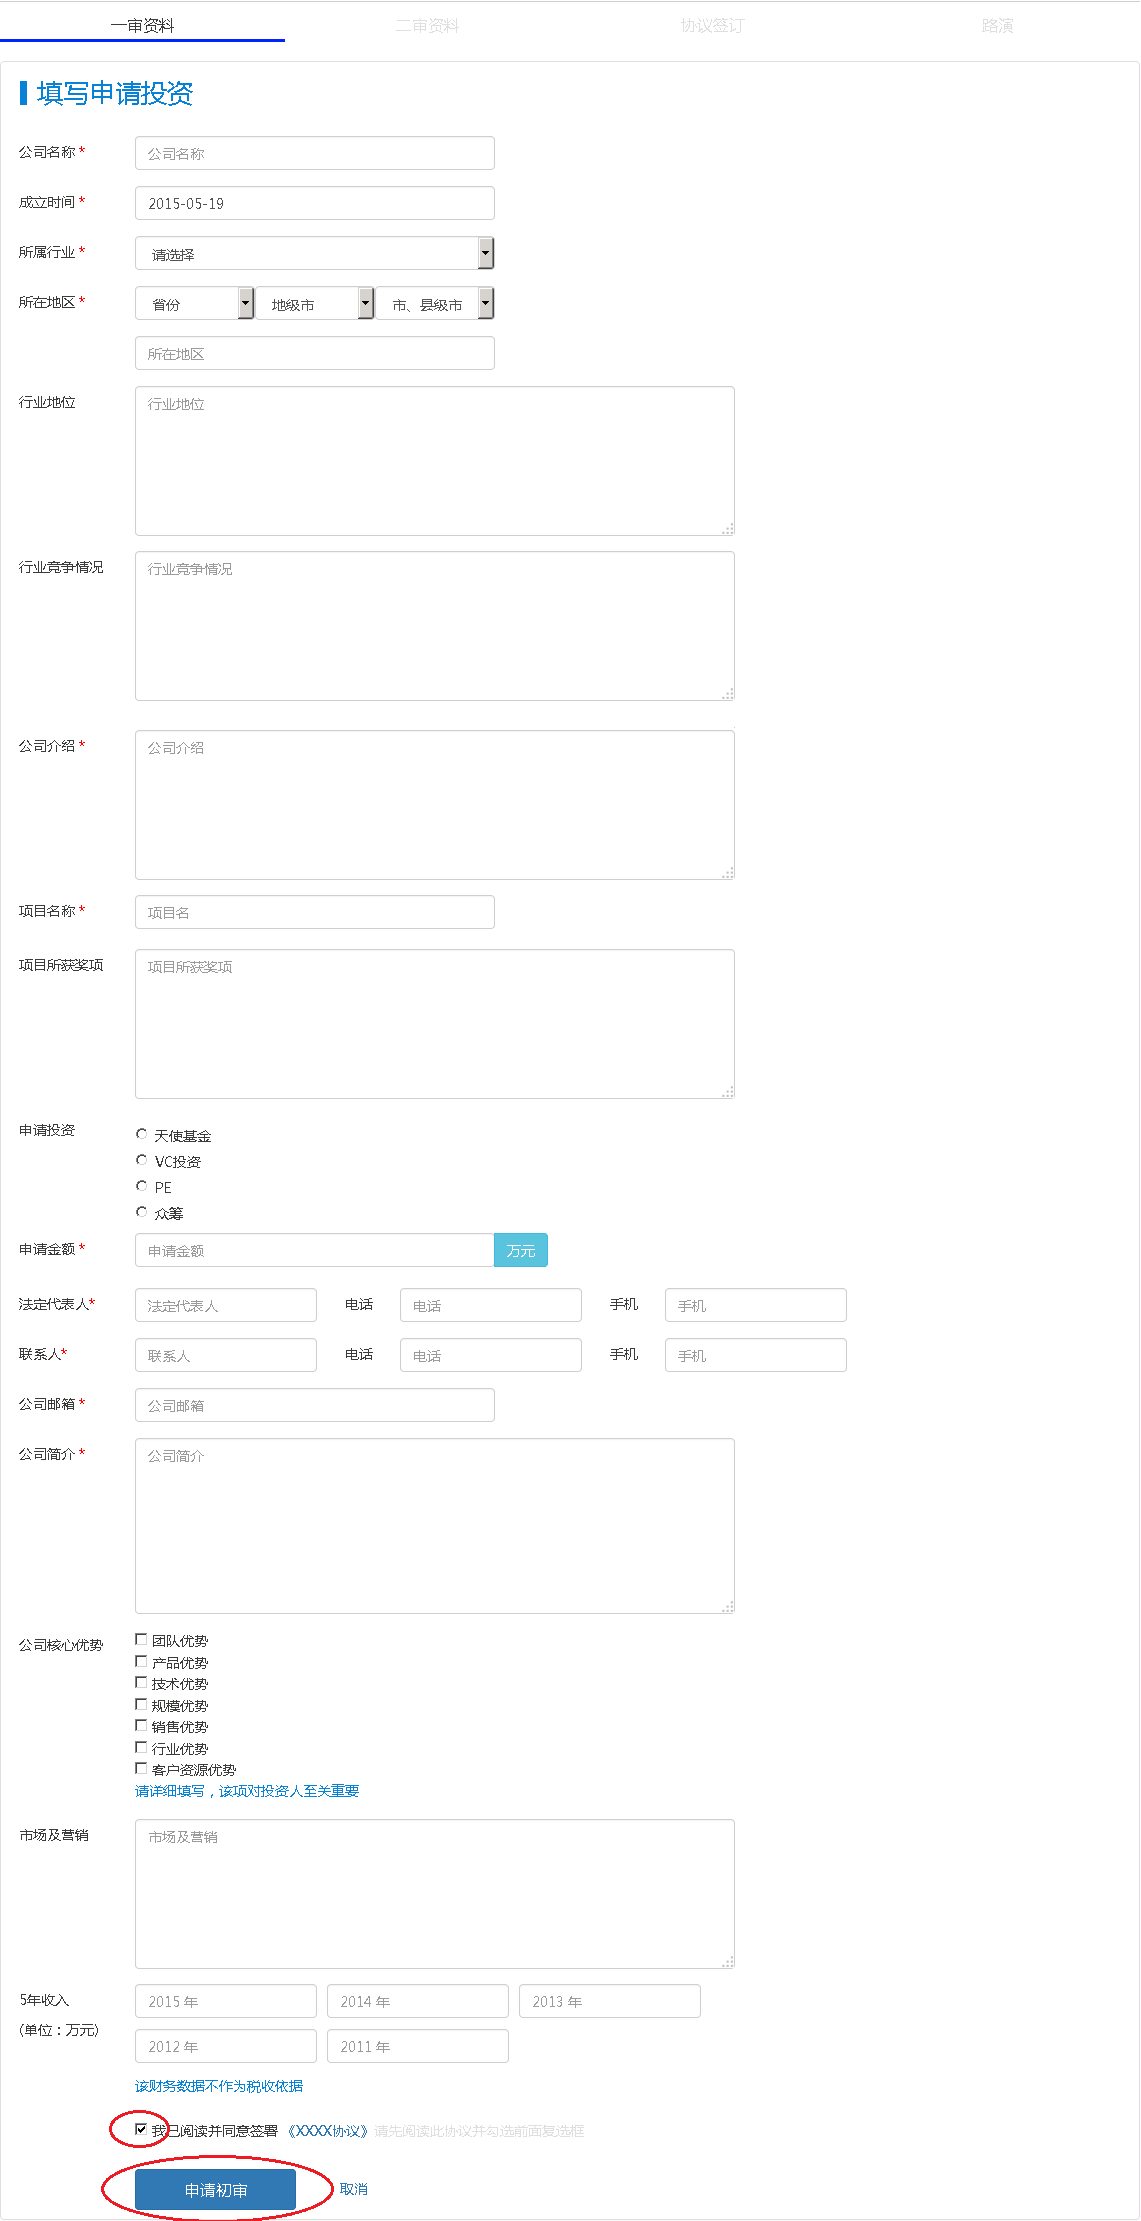 一审资料 二审资料 协议签订 路演
填写申请投资
公司名称 * 公司名称
成立时间 * 2015-05-19
所属行业 * 请选择
所在地区 * 省份 地级市 市、县级市
所在地区
行业地位 行业地位
行业竞争情况 行业竞争情况
公司介绍 * 公司介绍
项目名称 * 项目名
项目所获奖项 项目所获奖项
申请投资 天使基金
VC投资
PE
众筹
申请金额 * 申请金额 万元
法定代表人* 法定代表人 电话 电话 手机 手机
联系人* 联系人 电话 电话 手机 手机
公司邮箱 * 公司邮箱
公司简介 * 公司简介
公司核心优势 团队优势
产品优势
技术优势
规模优势
销售优势
行业优势
客户资源优势
请详细填写，该项对投资人至关重要
市场及营销 市场及营销
5年收入 2015 年 2014 年 2013 年
(单位：万元)
2012 年 2011 年
该财务数据不作为税收依据
我已阅读并同意签署 《XXXX协议》 请先阅读此协议并勾选前面复选框
申请初审 取消